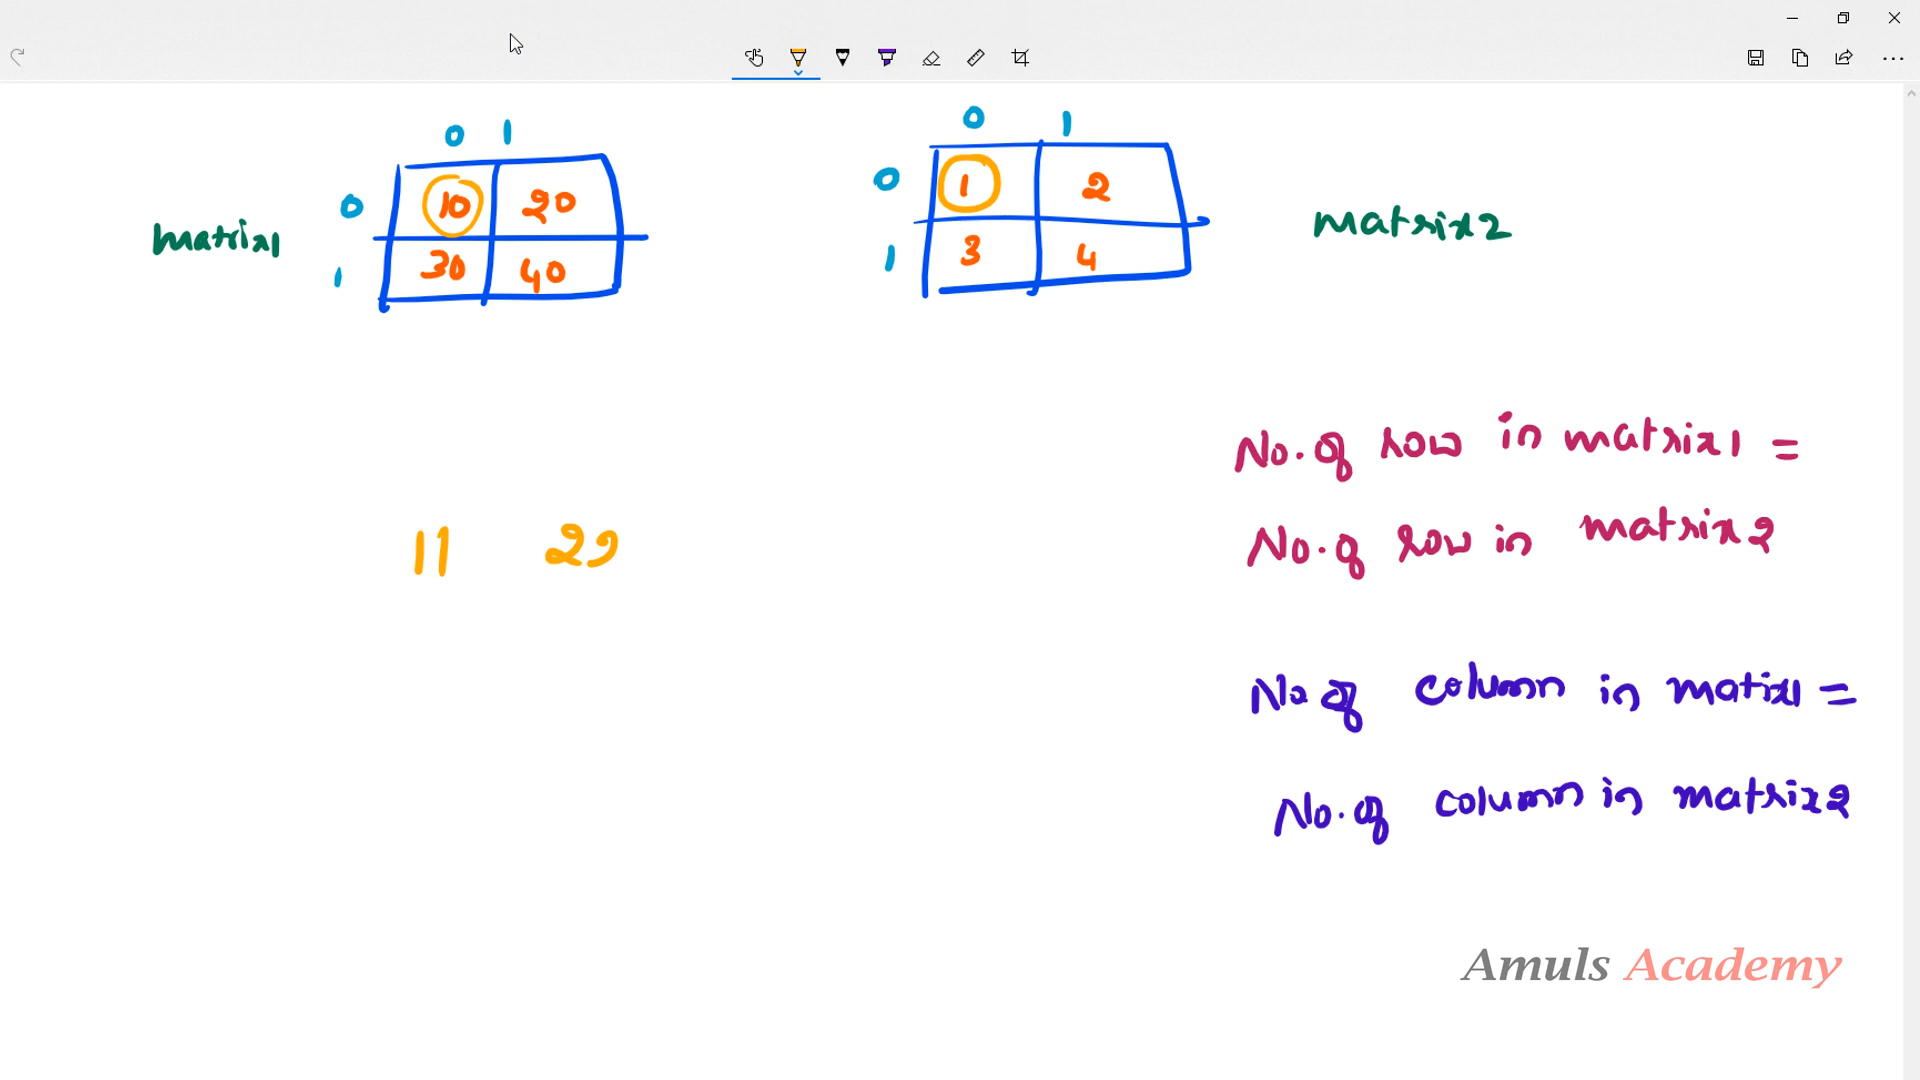 0 1
0 1
matrix1
0 10 20
1 30 40
0 1 2
1 3 4
matrix2
No. of row in matrix1 =
No. of row in matrix2
11 22
No of column in matix1 =
No. of column in matrix2
Amuls Academy